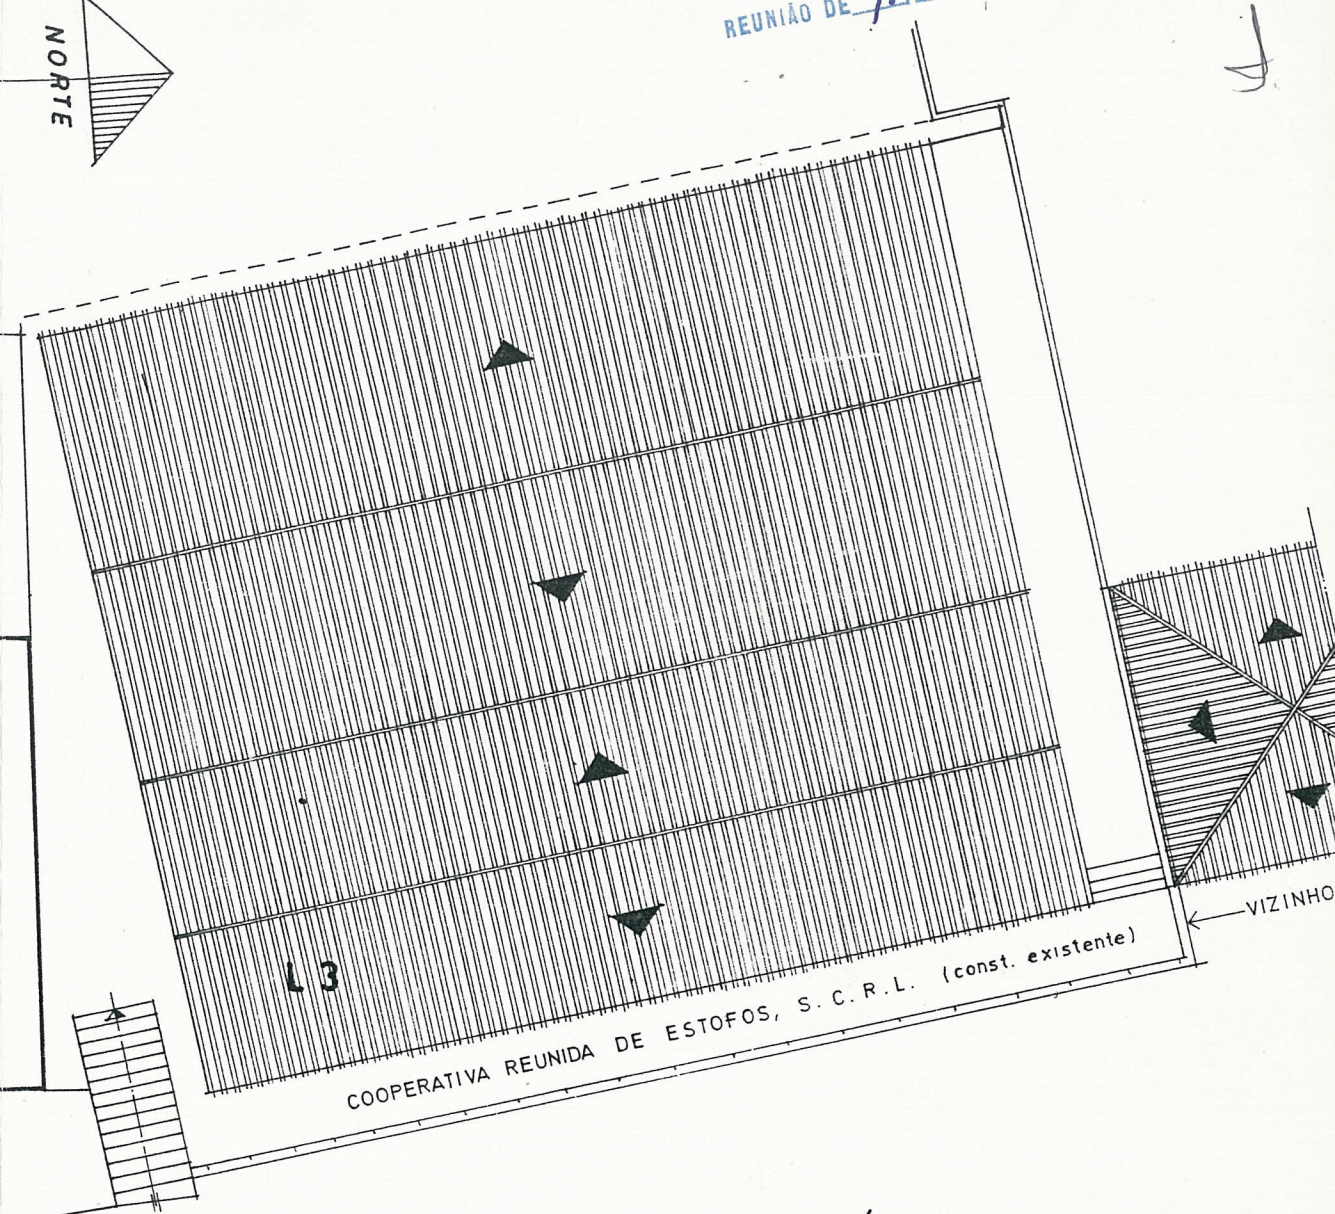 REUNIÃO DE
NORTE
L3
COOPERATIVA REUNIDA DE ESTOFOS, S.C.R.L. (const. existente)
VIZINHO